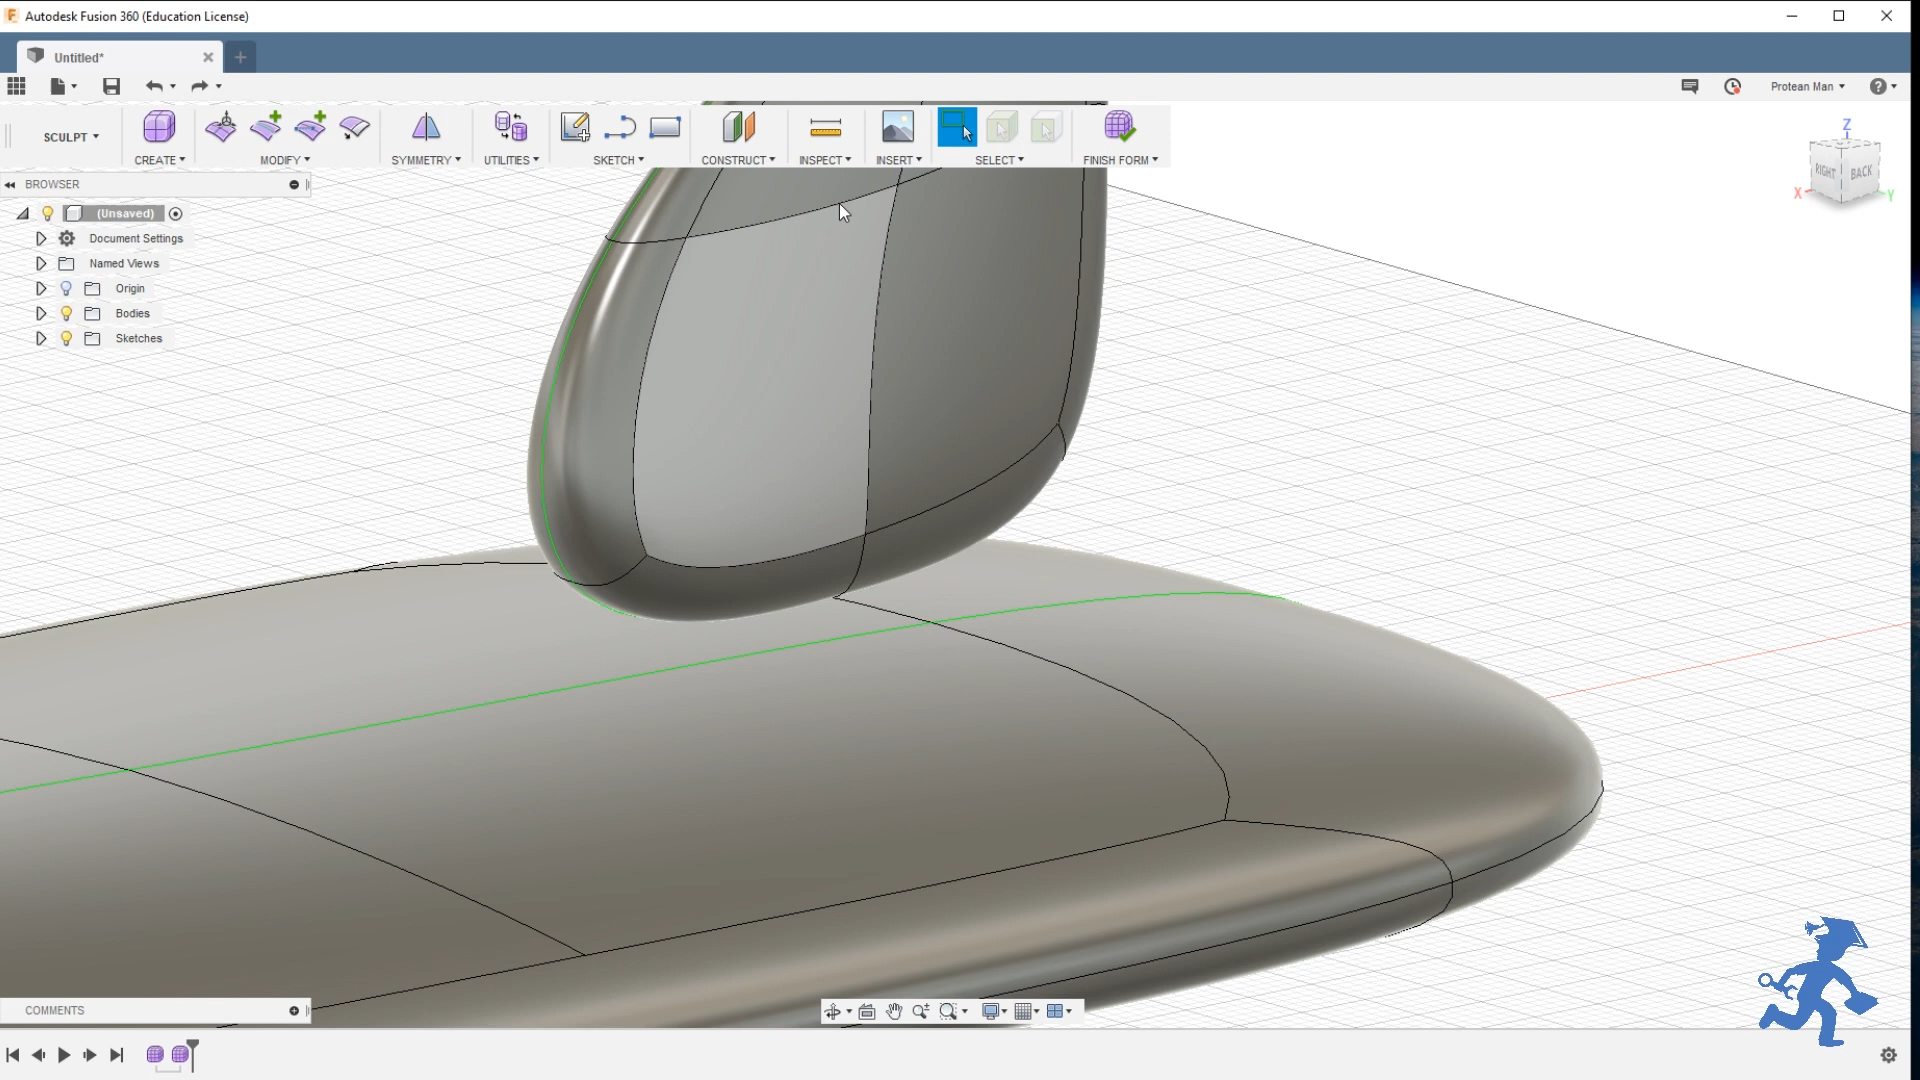 Autodesk Fusion 360 (Education License)
Untitled*
Protean Man
SCULPT
CREATE
MODIFY
SYMMETRY
UTILITIES
SKETCH
CONSTRUCT
INSPECT
INSERT
SELECT
FINISH FORM
BROWSER
(Unsaved)
Document Settings
Named Views
Origin
Bodies
Sketches
Z
RIGHT
BACK
X
Y
COMMENTS